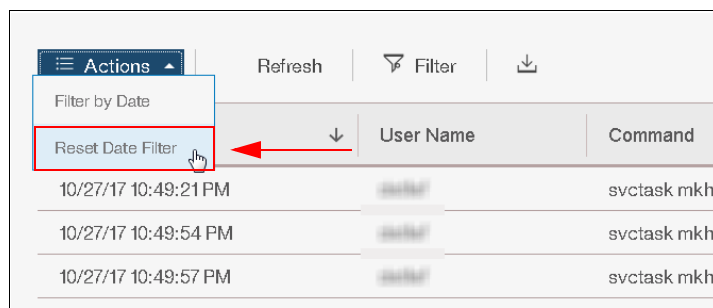 Actions Refresh Filter
Filter by Date
Reset Date Filter User Name Command
10/27/17 10:49:21 PM svctask mkh
10/27/17 10:49:54 PM svctask mkh
10/27/17 10:49:57 PM svctask mkh